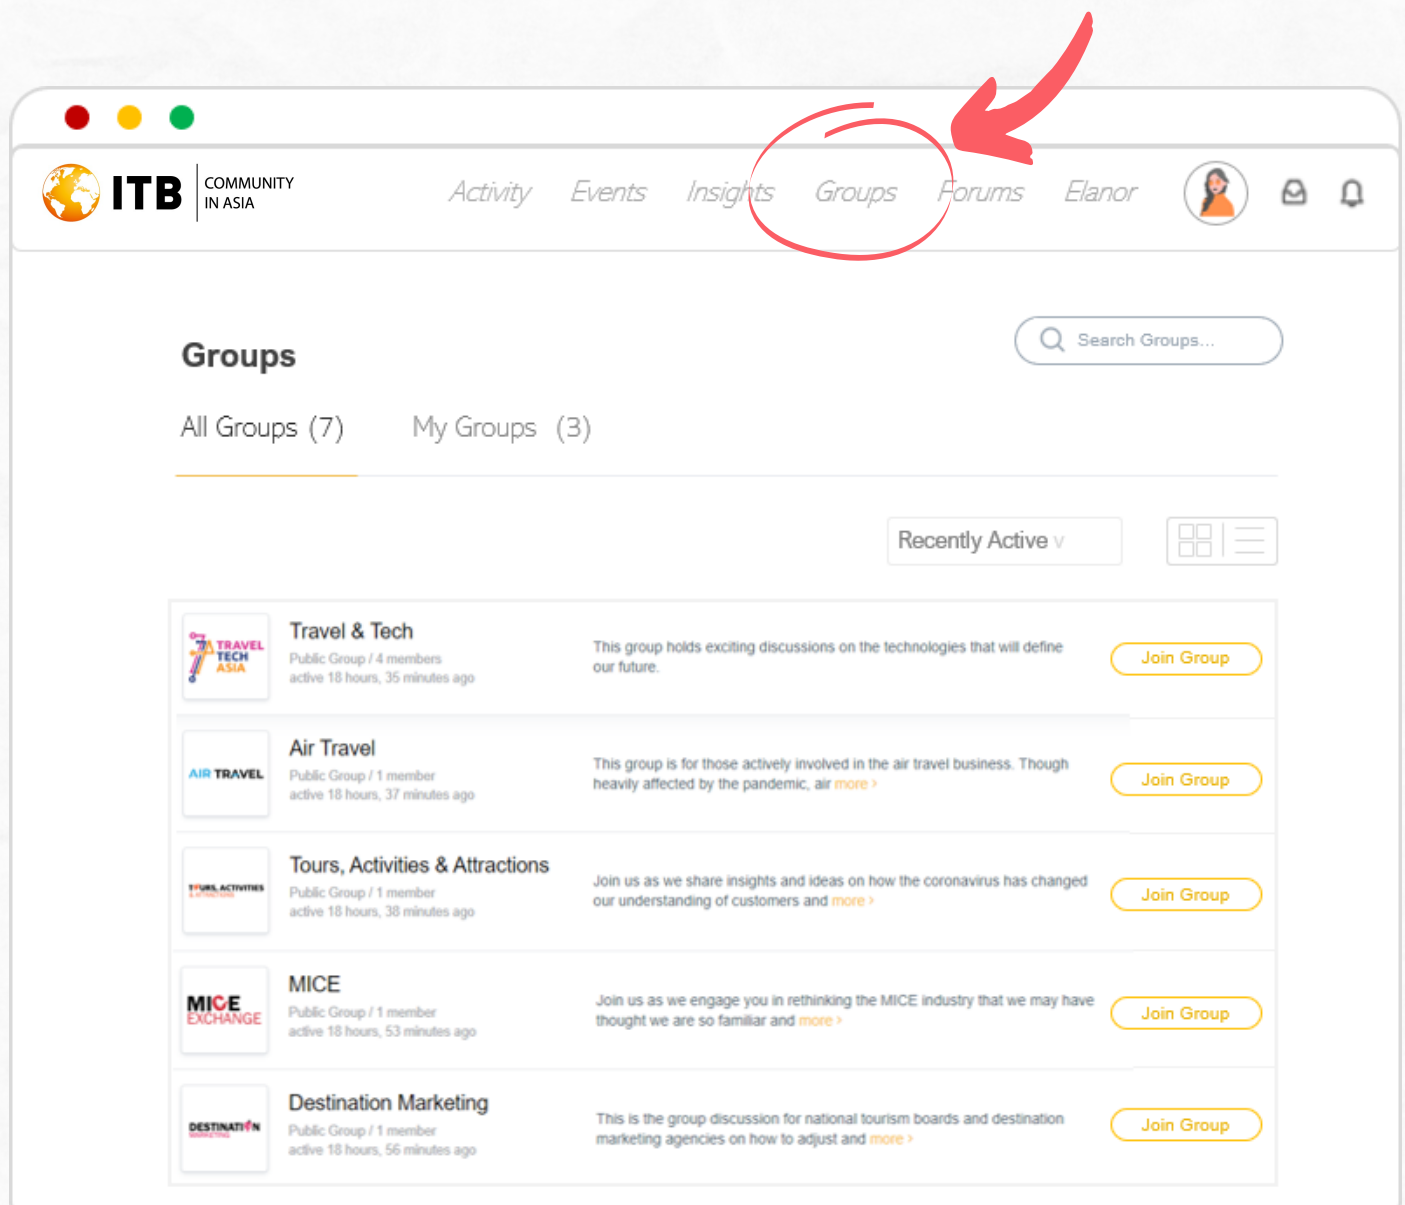 ITB COMMUNITY
IN ASIA
Activity Events Insights Groups Forums Elanor
Groups
Search Groups...
All Groups (7) My Groups (3)
Recently Active v
TRAVEL
TECH
ASIA
Travel & Tech
Public Group / 4 members
active 18 hours, 35 minutes ago
This group holds exciting discussions on the technologies that will define
our future.
Join Group
AIR TRAVEL
Air Travel
Public Group / 1 member
active 18 hours, 37 minutes ago
This group is for those actively involved in the air travel business. Though
heavily affected by the pandemic, air more >
Join Group
TOURS, ACTIVITIES
& ATTRACTIONS
Tours, Activities & Attractions
Public Group / 1 member
active 18 hours, 38 minutes ago
Join us as we share insights and ideas on how the coronavirus has changed
our understanding of customers and more >
Join Group
MICE
EXCHANGE
MICE
Public Group / 1 member
active 18 hours, 53 minutes ago
Join us as we engage you in rethinking the MICE industry that we may have
thought we are so familiar and more >
Join Group
DESTINATION
MARKETING
Destination Marketing
Public Group / 1 member
active 18 hours, 56 minutes ago
This is the group discussion for national tourism boards and destination
marketing agencies on how to adjust and more >
Join Group